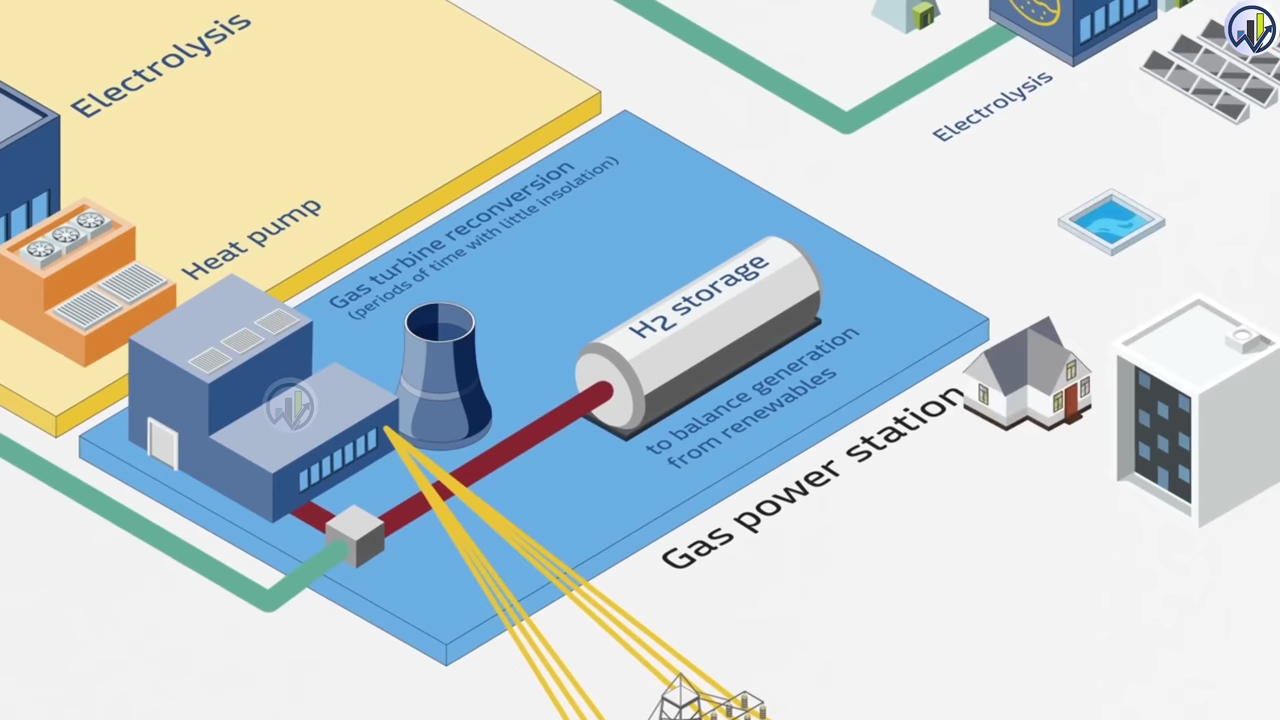 Electrolysis
Electrolysis
Heat pump
Gas turbine reconversion
(periods of time with little insolation)
H2 storage
to balance generation
from renewables
Gas power station